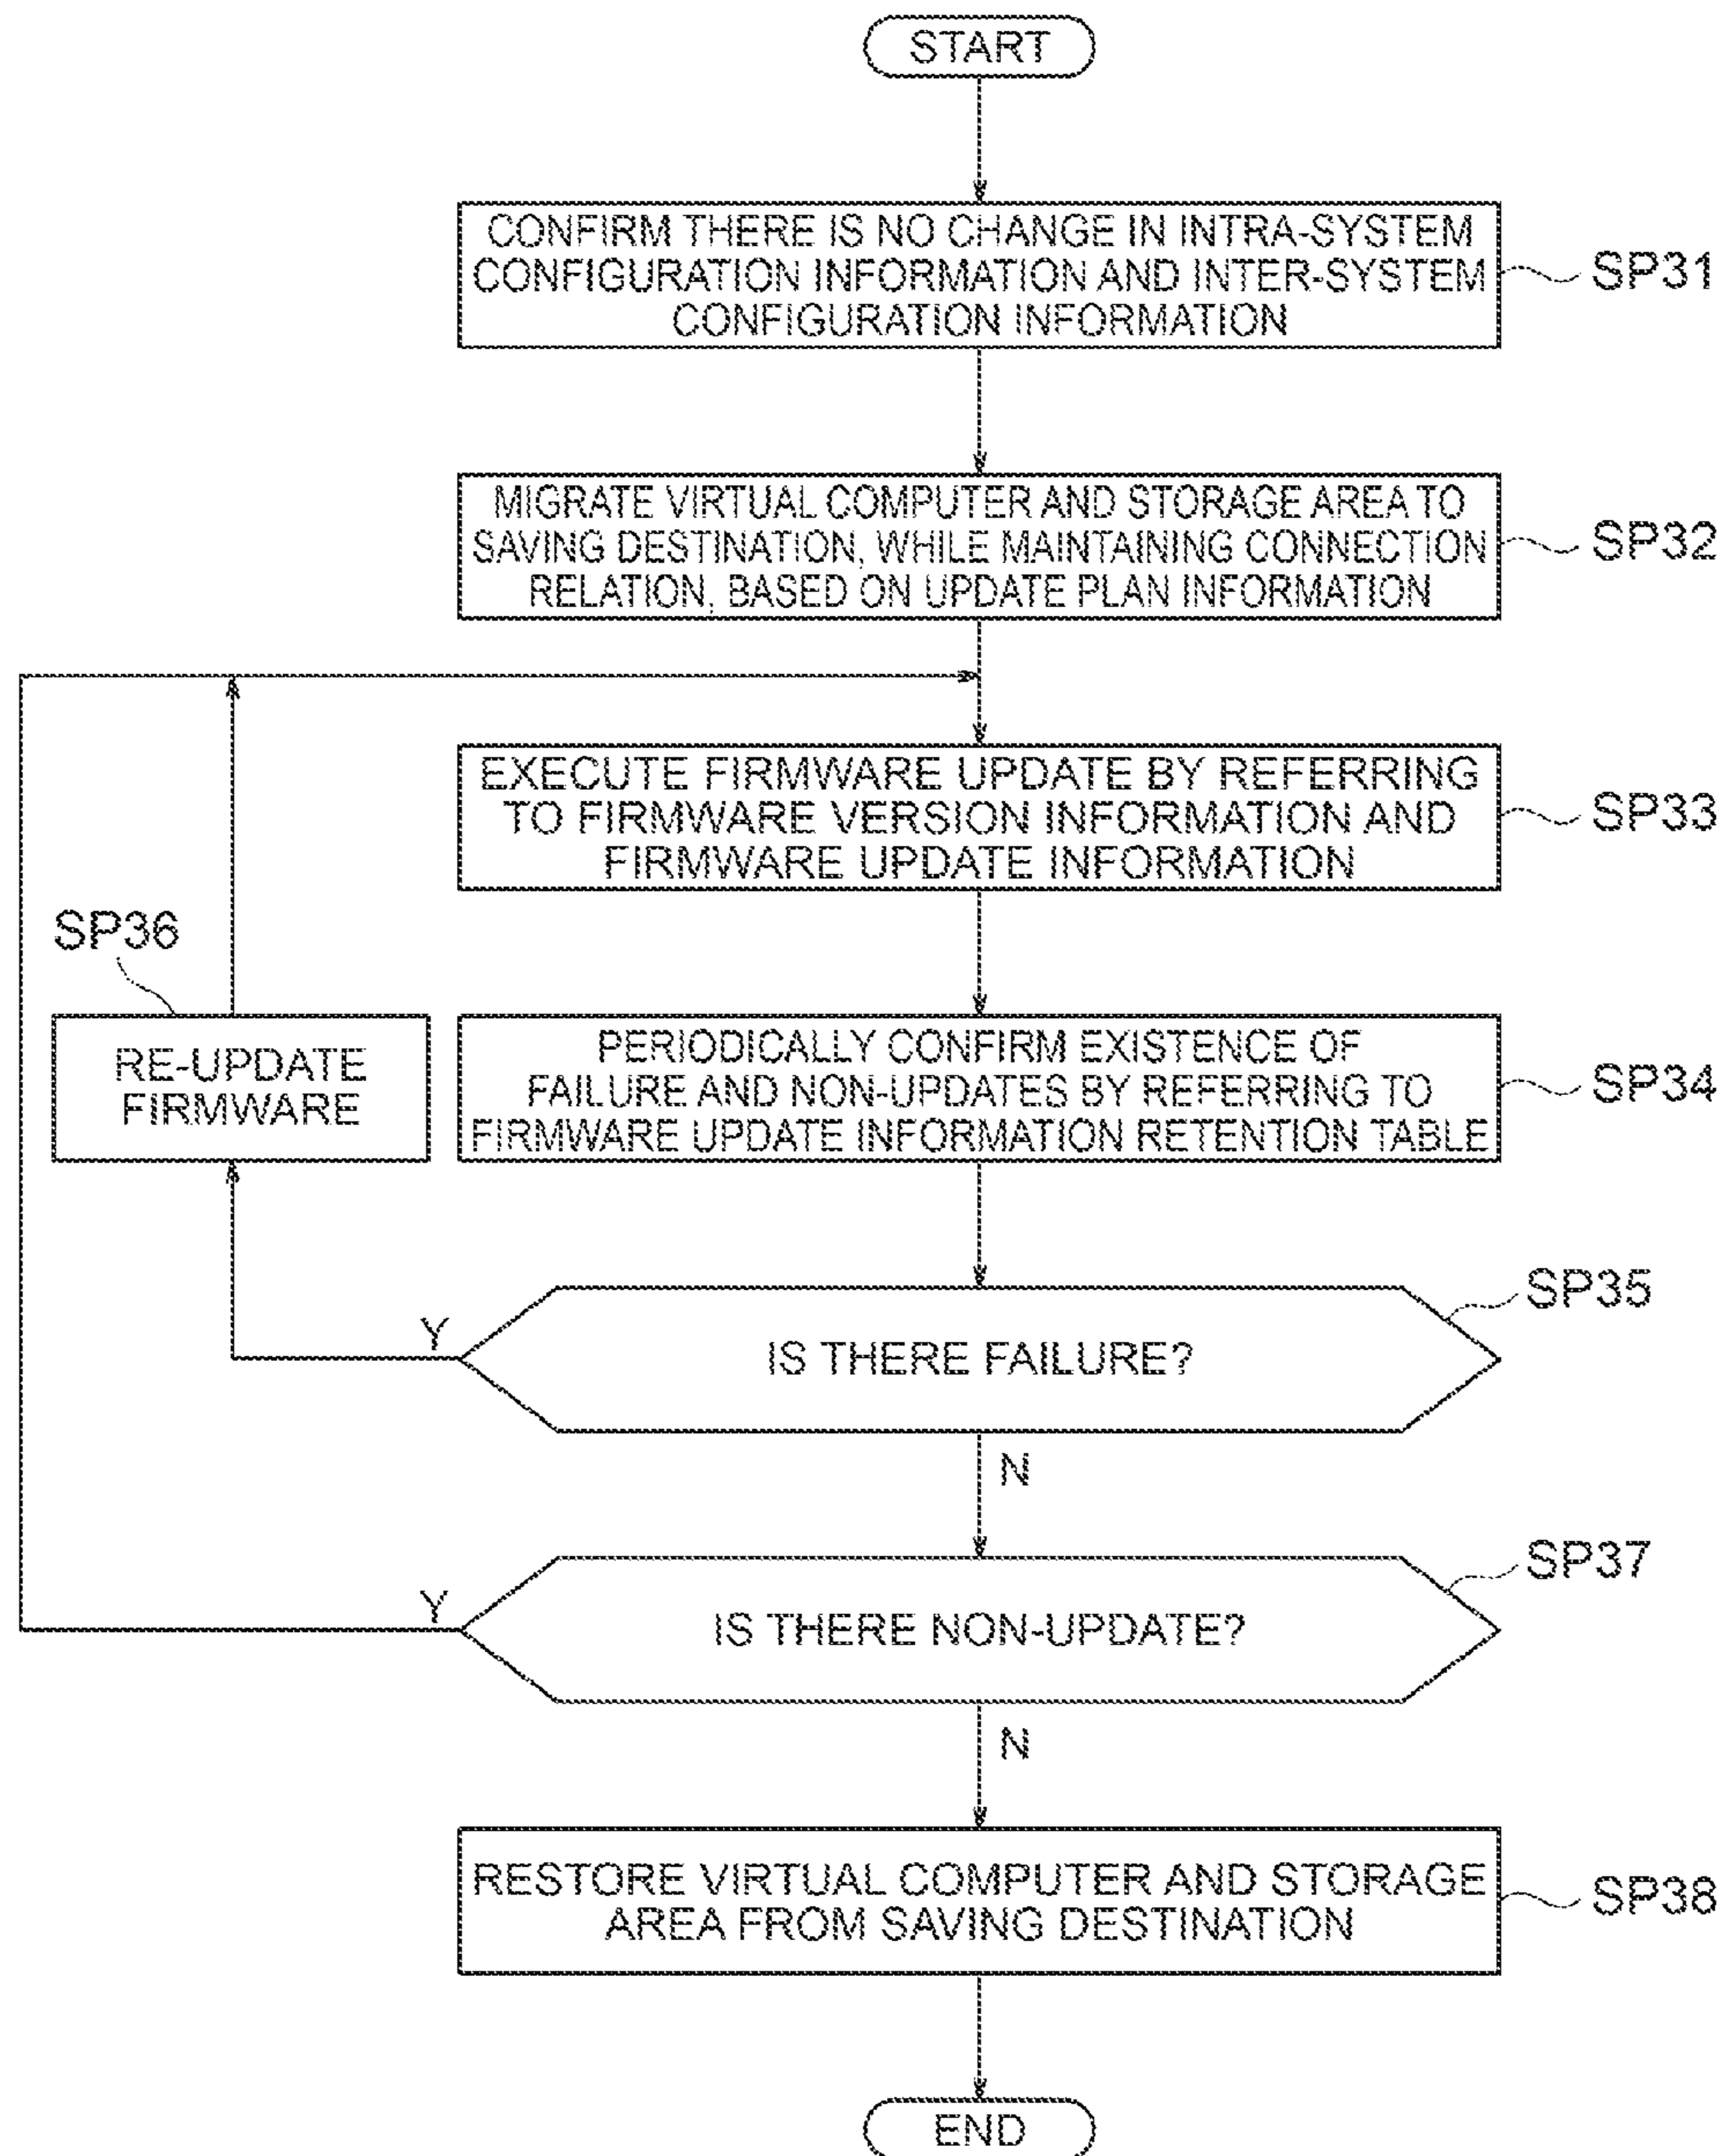 START
CONFIRM THERE IS NO CHANGE IN INTRA-SYSTEM
CONFIGURATION INFORMATION AND INTER-SYSTEM
CONFIGURATION INFORMATION
SP31
MIGRATE VIRTUAL COMPUTER AND STORAGE AREA TO
SAVING DESTINATION, WHILE MAINTAINING CONNECTION
RELATION, BASED ON UPDATE PLAN INFORMATION
SP32
EXECUTE FIRMWARE UPDATE BY REFERRING
TO FIRMWARE VERSION INFORMATION AND
FIRMWARE UPDATE INFORMATION
SP33
SP36
RE-UPDATE
FIRMWARE
PERIODICALLY CONFIRM EXISTENCE OF
FAILURE AND NON-UPDATES BY REFERRING TO
FIRMWARE UPDATE INFORMATION RETENTION TABLE
SP34
SP35
Y
IS THERE FAILURE?
N
SP37
Y
IS THERE NON-UPDATE?
N
RESTORE VIRTUAL COMPUTER AND STORAGE
AREA FROM SAVING DESTINATION
SP38
END